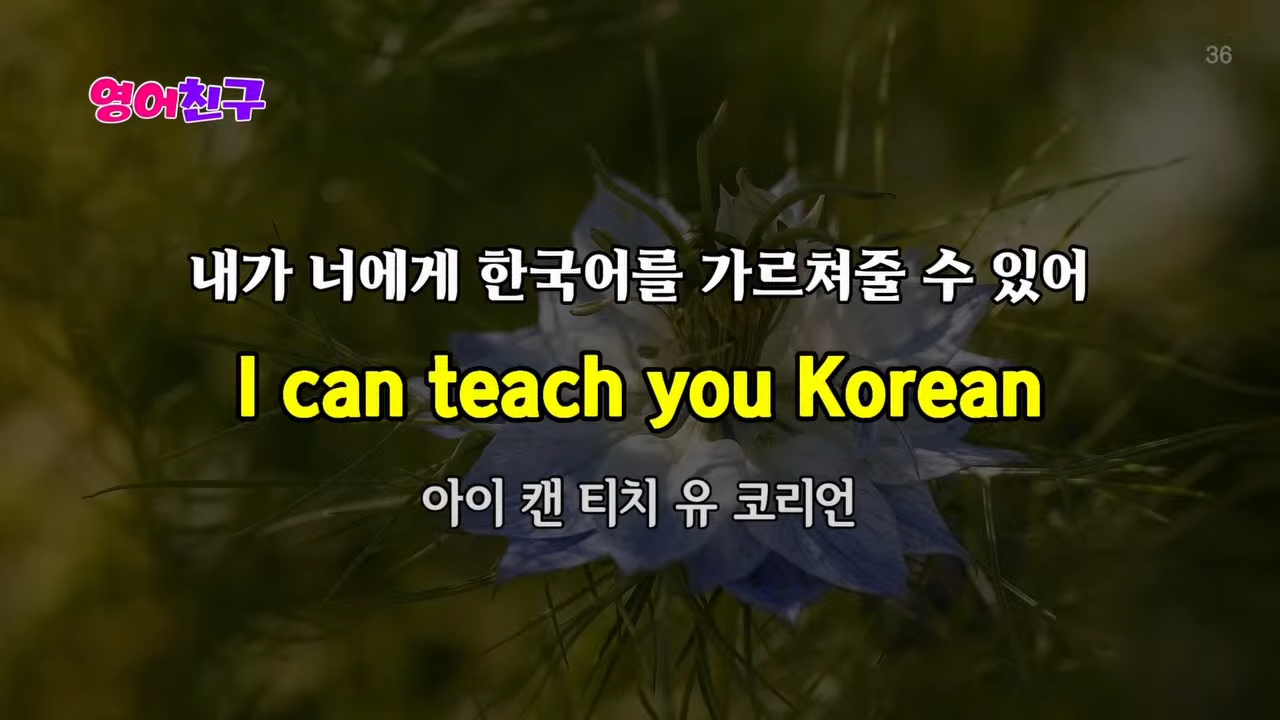 36
영어친구
내가 너에게 한국어를 가르쳐줄 수 있어
I can teach you Korean
아이 캔 티치 유 코리언